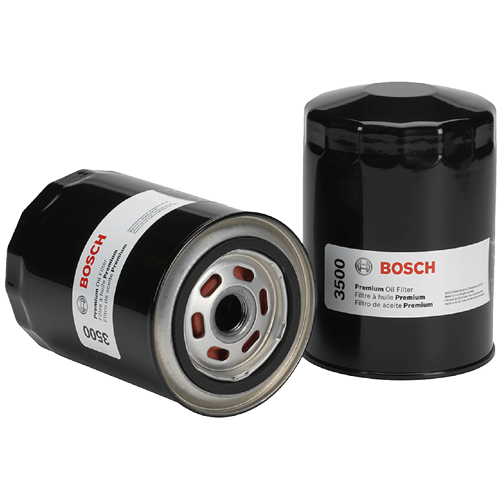 BOSCH
Premium Oil Filter
Filtre à huile Premium
Filtro de aceite Premium
3500
3500
BOSCH
Premium Oil Filter
Filtre à huile Premium
Filtro de aceite Premium